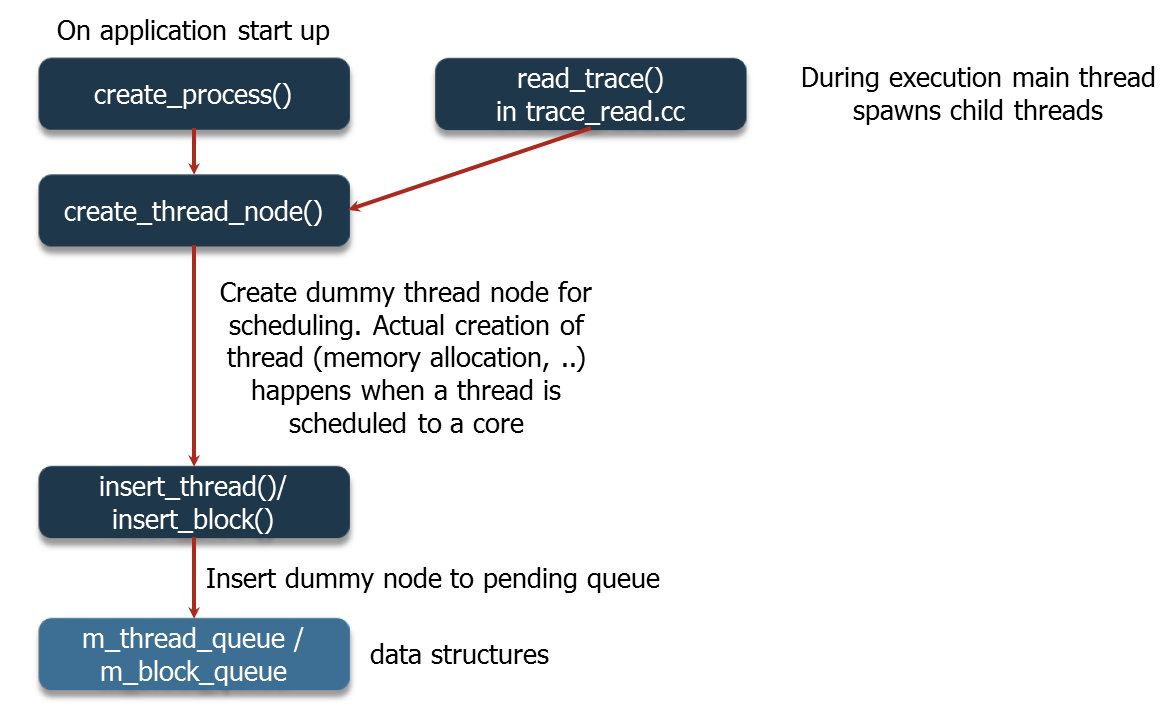 On application start up
create_process()
read_trace()
in trace_read.cc
During execution main thread
spawns child threads
create_thread_node()
Create dummy thread node for
scheduling. Actual creation of
thread (memory allocation, ..)
happens when a thread is
scheduled to a core
insert_thread()/
insert_block()
Insert dummy node to pending queue
m_thread_queue /
m_block_queue
data structures